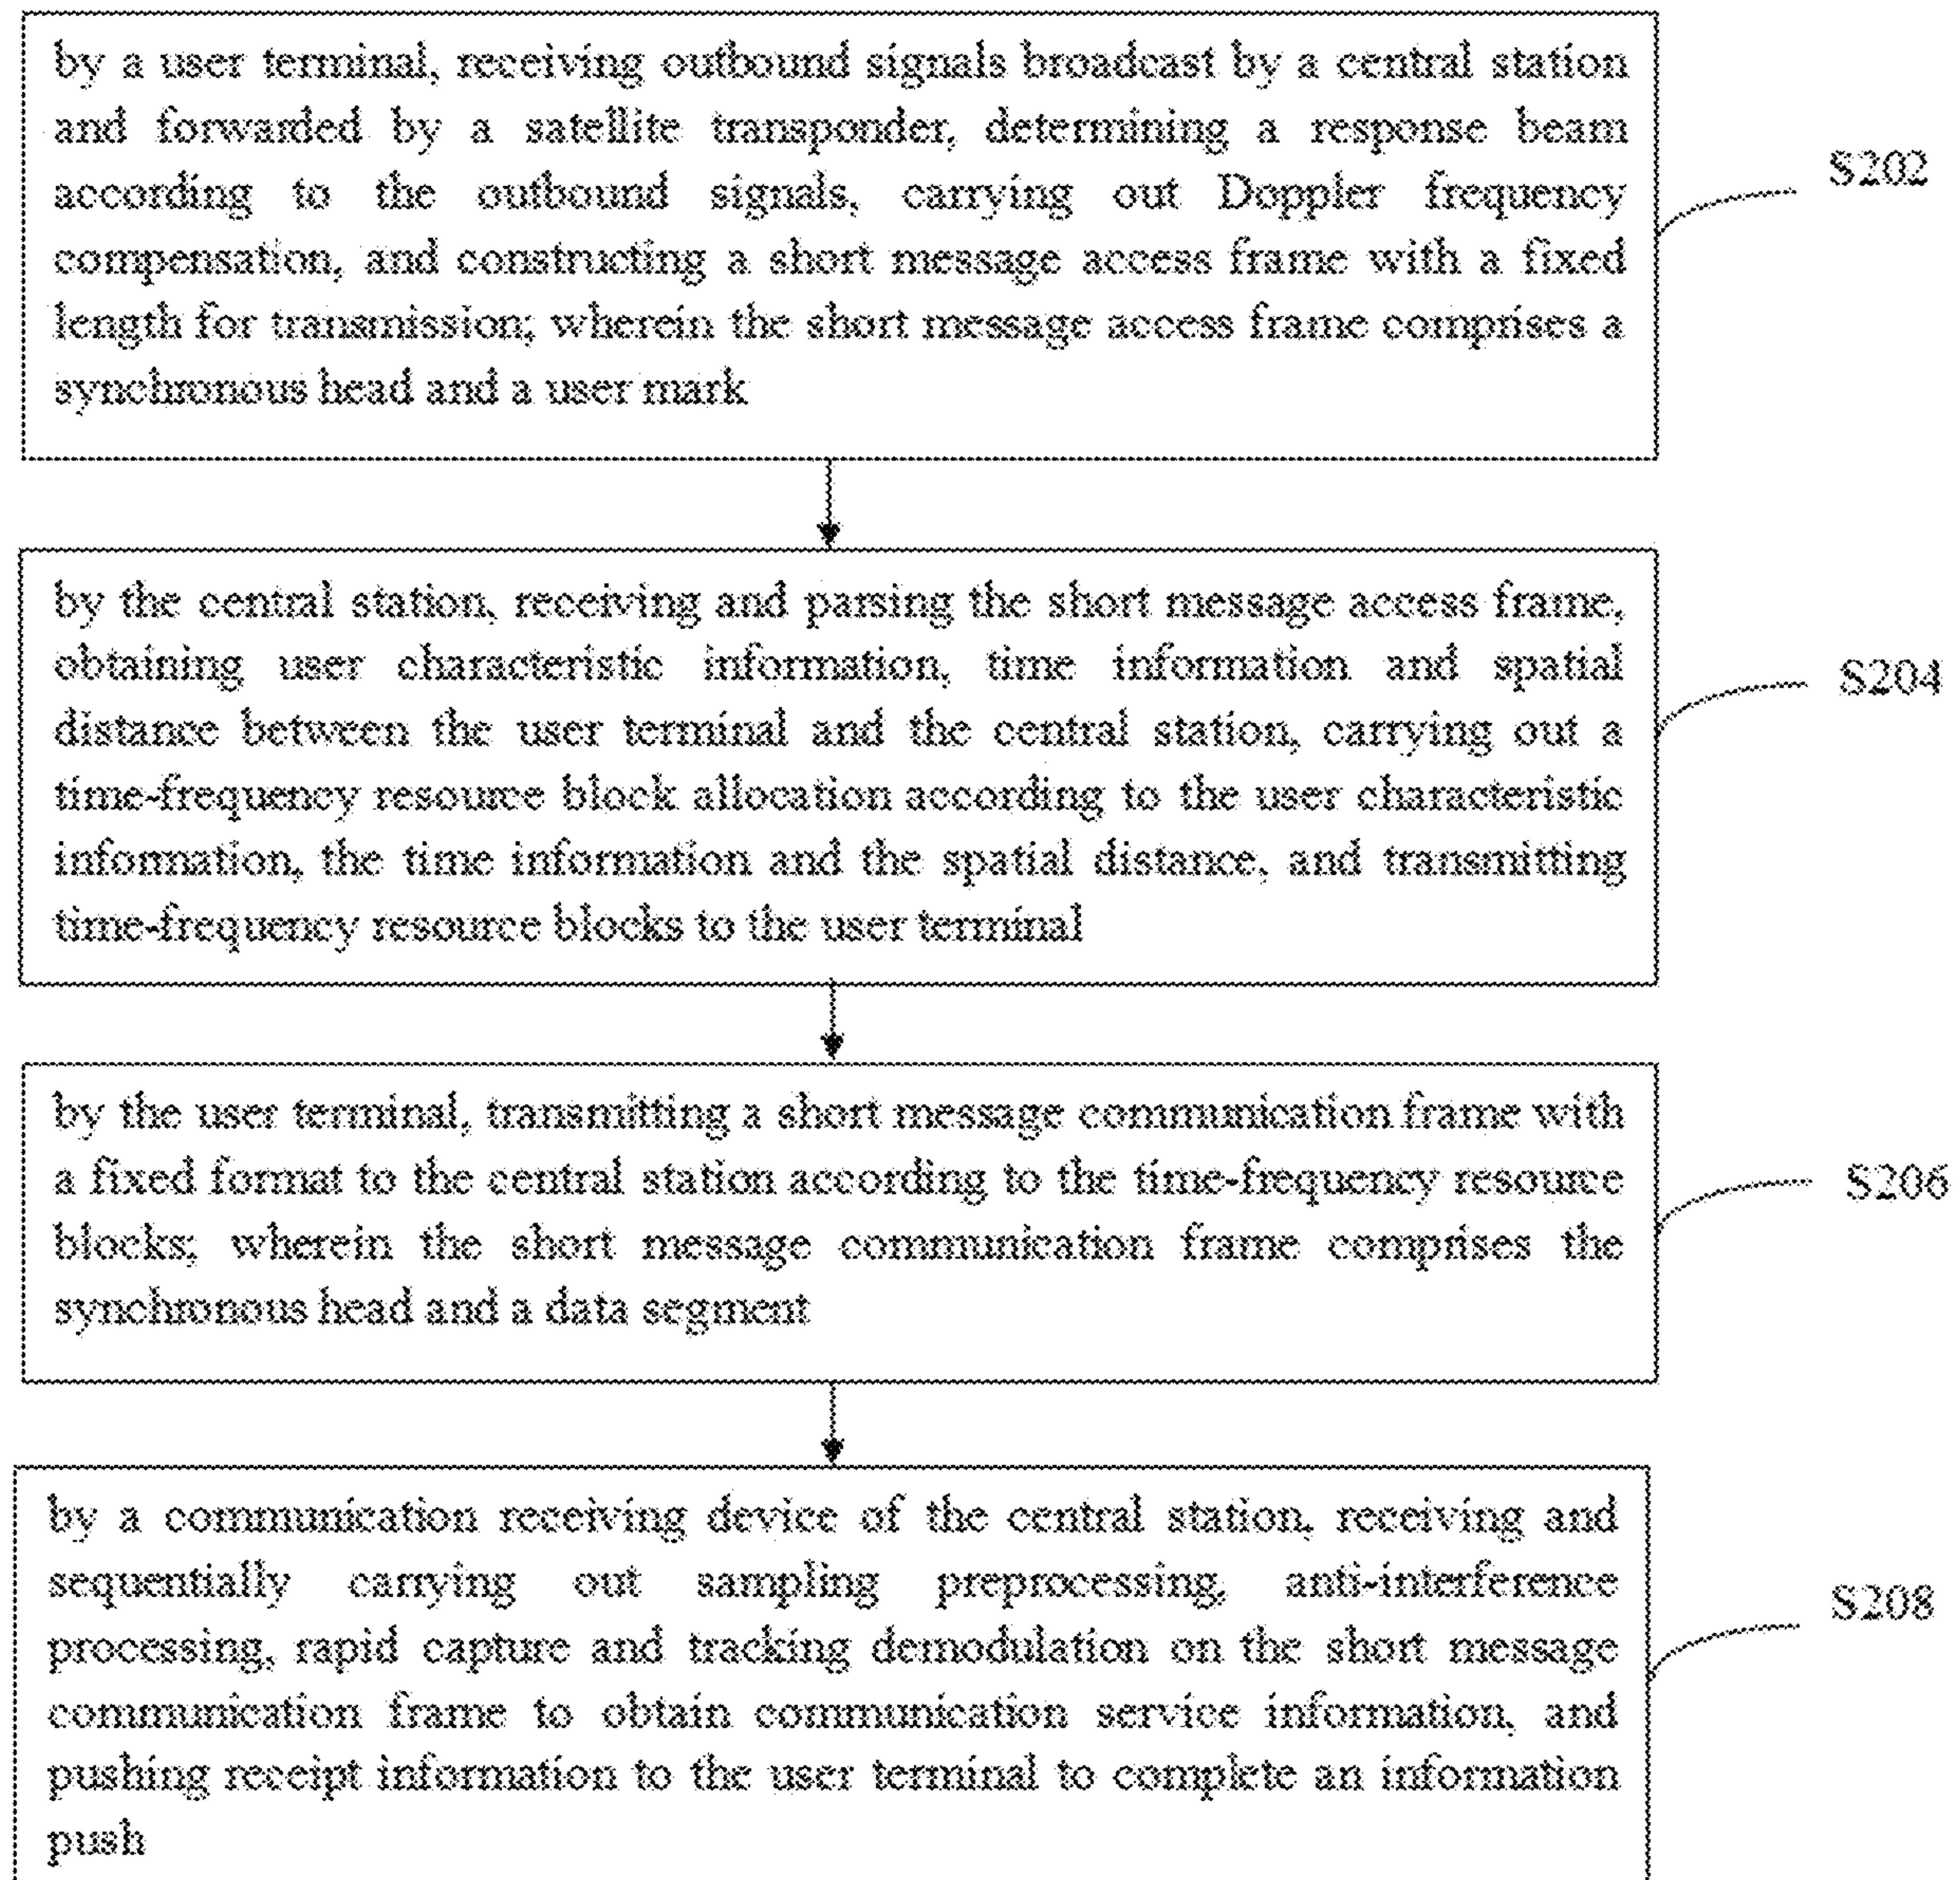 by a user terminal, receiving outbound signals broadcast by a central station
and forwarded by a satellite transponder, determining a response beam
according to the outbound signals, carrying out Doppler frequency
compensation, and constructing a short message access frame with a fixed
length for transmission; wherein the short message access frame comprises a
synchronous head and a user mark
S202
by the central station, receiving and parsing the short message access frame,
obtaining user characteristic information, time information and spatial
distance between the user terminal and the central station, carrying out a
time-frequency resource block allocation according to the user characteristic
information, the time information and the spatial distance, and transmitting
time-frequency resource blocks to the user terminal
S204
by the user terminal, transmitting a short message communication frame with
a fixed format to the central station according to the time-frequency resource
blocks; wherein the short message communication frame comprises the
synchronous head and a data segment
S206
by a communication receiving device of the central station, receiving and
sequentially carrying out sampling preprocessing, anti-interference
processing, rapid capture and tracking demodulation on the short message
communication frame to obtain communication service information, and
pushing receipt information to the user terminal to complete an information
push
S208